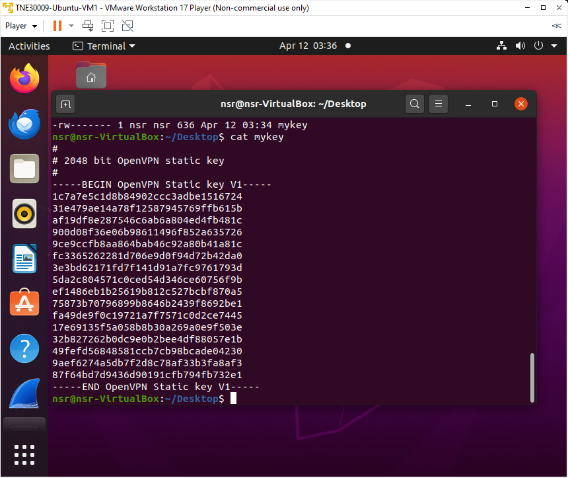 TNE30009-Ubuntu-VM1 - VMware Workstation 17 Player (Non-commercial use only)
Player
Activities
Terminal
Apr 12 03:36
nsr@nsr-VirtualBox: ~/Desktop
-rw------- 1 nsr nsr 636 Apr 12 03:34 mykey
nsr@nsr-VirtualBox:~/Desktop$ cat mykey
#
# 2048 bit OpenVPN static key
#
-----BEGIN OpenVPN Static key V1-----
1c7a7e5c1d8b84902ccc3adbe1516724
31e479ae14a78f12587945769ffb615b
af19df8e287546c6ab6a804ed4fb481c
900d08f36e06b98611496f852a635726
9ce9ccfb8aa864bab46c92a80b41a81c
fc3365262281d706e9d0f94d72b42da0
3e3bd62171fd7f141d91a7fc9761793d
5da2c804571c0ced54d346ce60756f9b
ef1486eb1b25619b812c527bcbf870a5
75873b70796899b8646b2439f8692be1
fa49de9f0c19721a7f7571c0d2ce7445
17e69135f5a058b8b30a269a0e9f503e
32b827262b0dc9e0b2bee4df88057e1b
49fefd56848581ccb7cb98bcade04230
9aef6274a5db7f2d8c78af33b3fa8af3
87f64bd7d9436d90191cfb794fb732e1
-----END OpenVPN Static key V1-----
nsr@nsr-VirtualBox:~/Desktop$